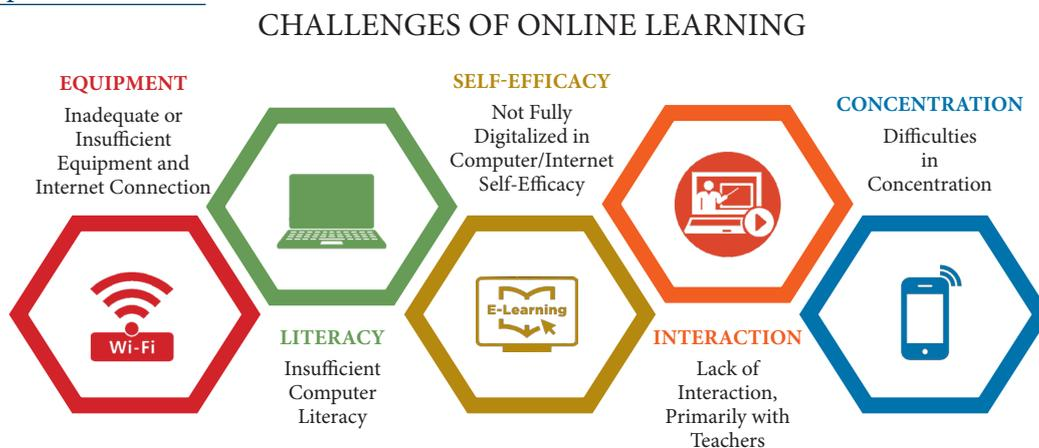 CHALLENGES OF ONLINE LEARNING
EQUIPMENT
Inadequate or
Insufficient
Equipment and
Internet Connection
Wi-Fi
LITERACY
Insufficient
Computer
Literacy
SELF-EFFICACY
Not Fully
Digitalized in
Computer/Internet
Self-Efficacy
E-Learning
INTERACTION
Lack of
Interaction,
Primarily with
Teachers
CONCENTRATION
Difficulties
in
Concentration